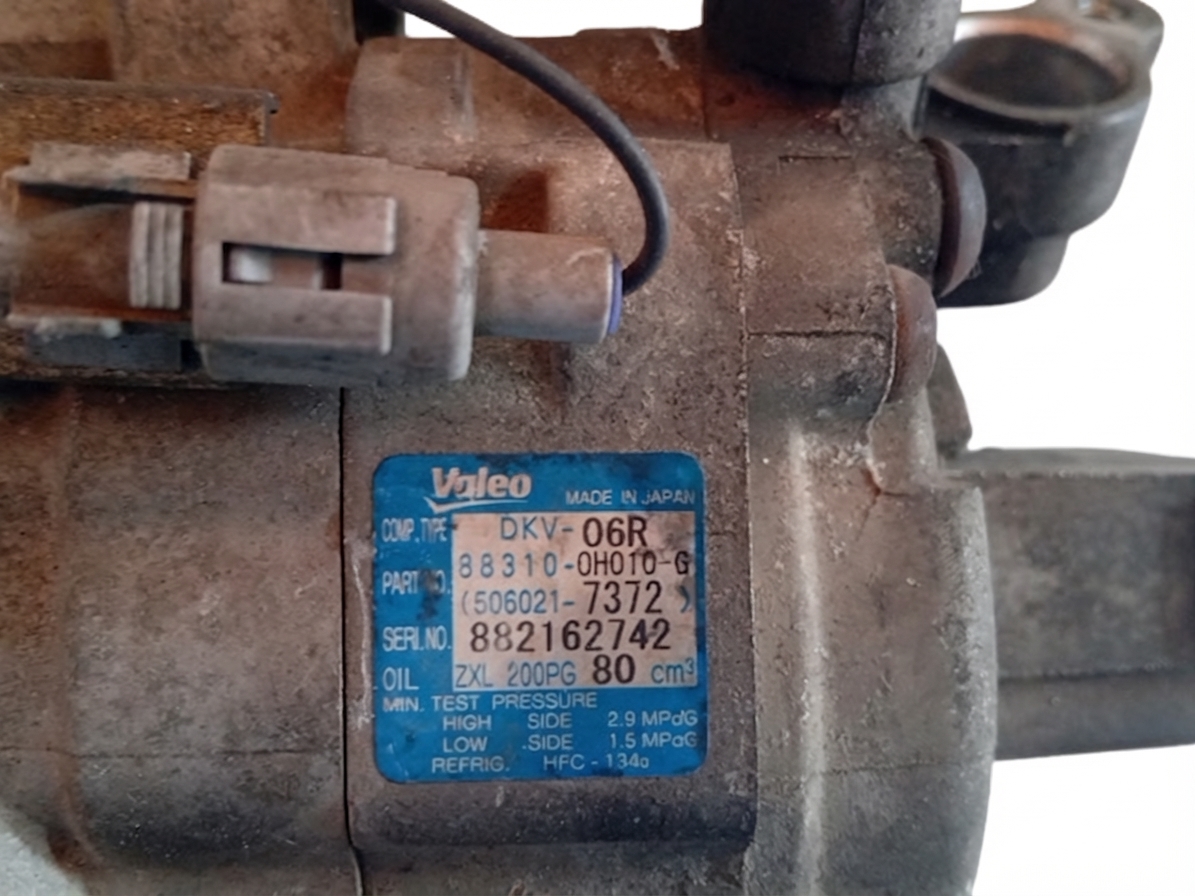 Valeo MADE IN JAPAN
COMP. TYPE DKV-06R
PART NO. 88310-0H010-G
(506021-7372)
SERI.NO. 882162742
OIL ZXL 200PG 80 cm³
MIN. TEST PRESSURE
HIGH SIDE 2.9 MPaG
LOW SIDE 1.5 MPaG
REFRIG. HFC-134a